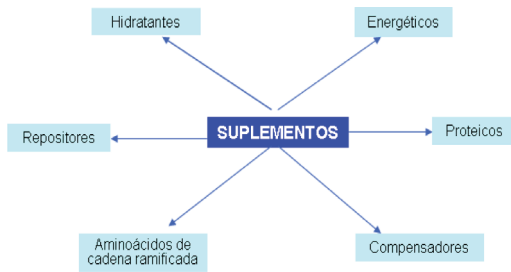 Hidratantes
Energéticos
SUPLEMENTOS
Repositores
Proteicos
Aminoácidos de
cadena ramificada
Compensadores